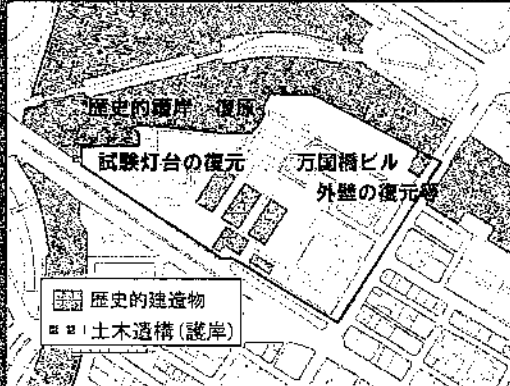 歴史的護岸 復原
試験灯台の復元
万国橋ビル
外壁の復元等
歴史的建造物
土木遺構(護岸)